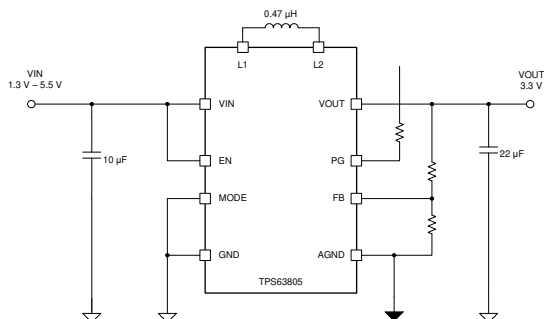 0.47 µH
L1
L2
VIN
1.3 V – 5.5 V
VOUT
3.3 V
VIN
VOUT
10 µF
EN
PG
22 µF
MODE
FB
GND
AGND
TPS63805